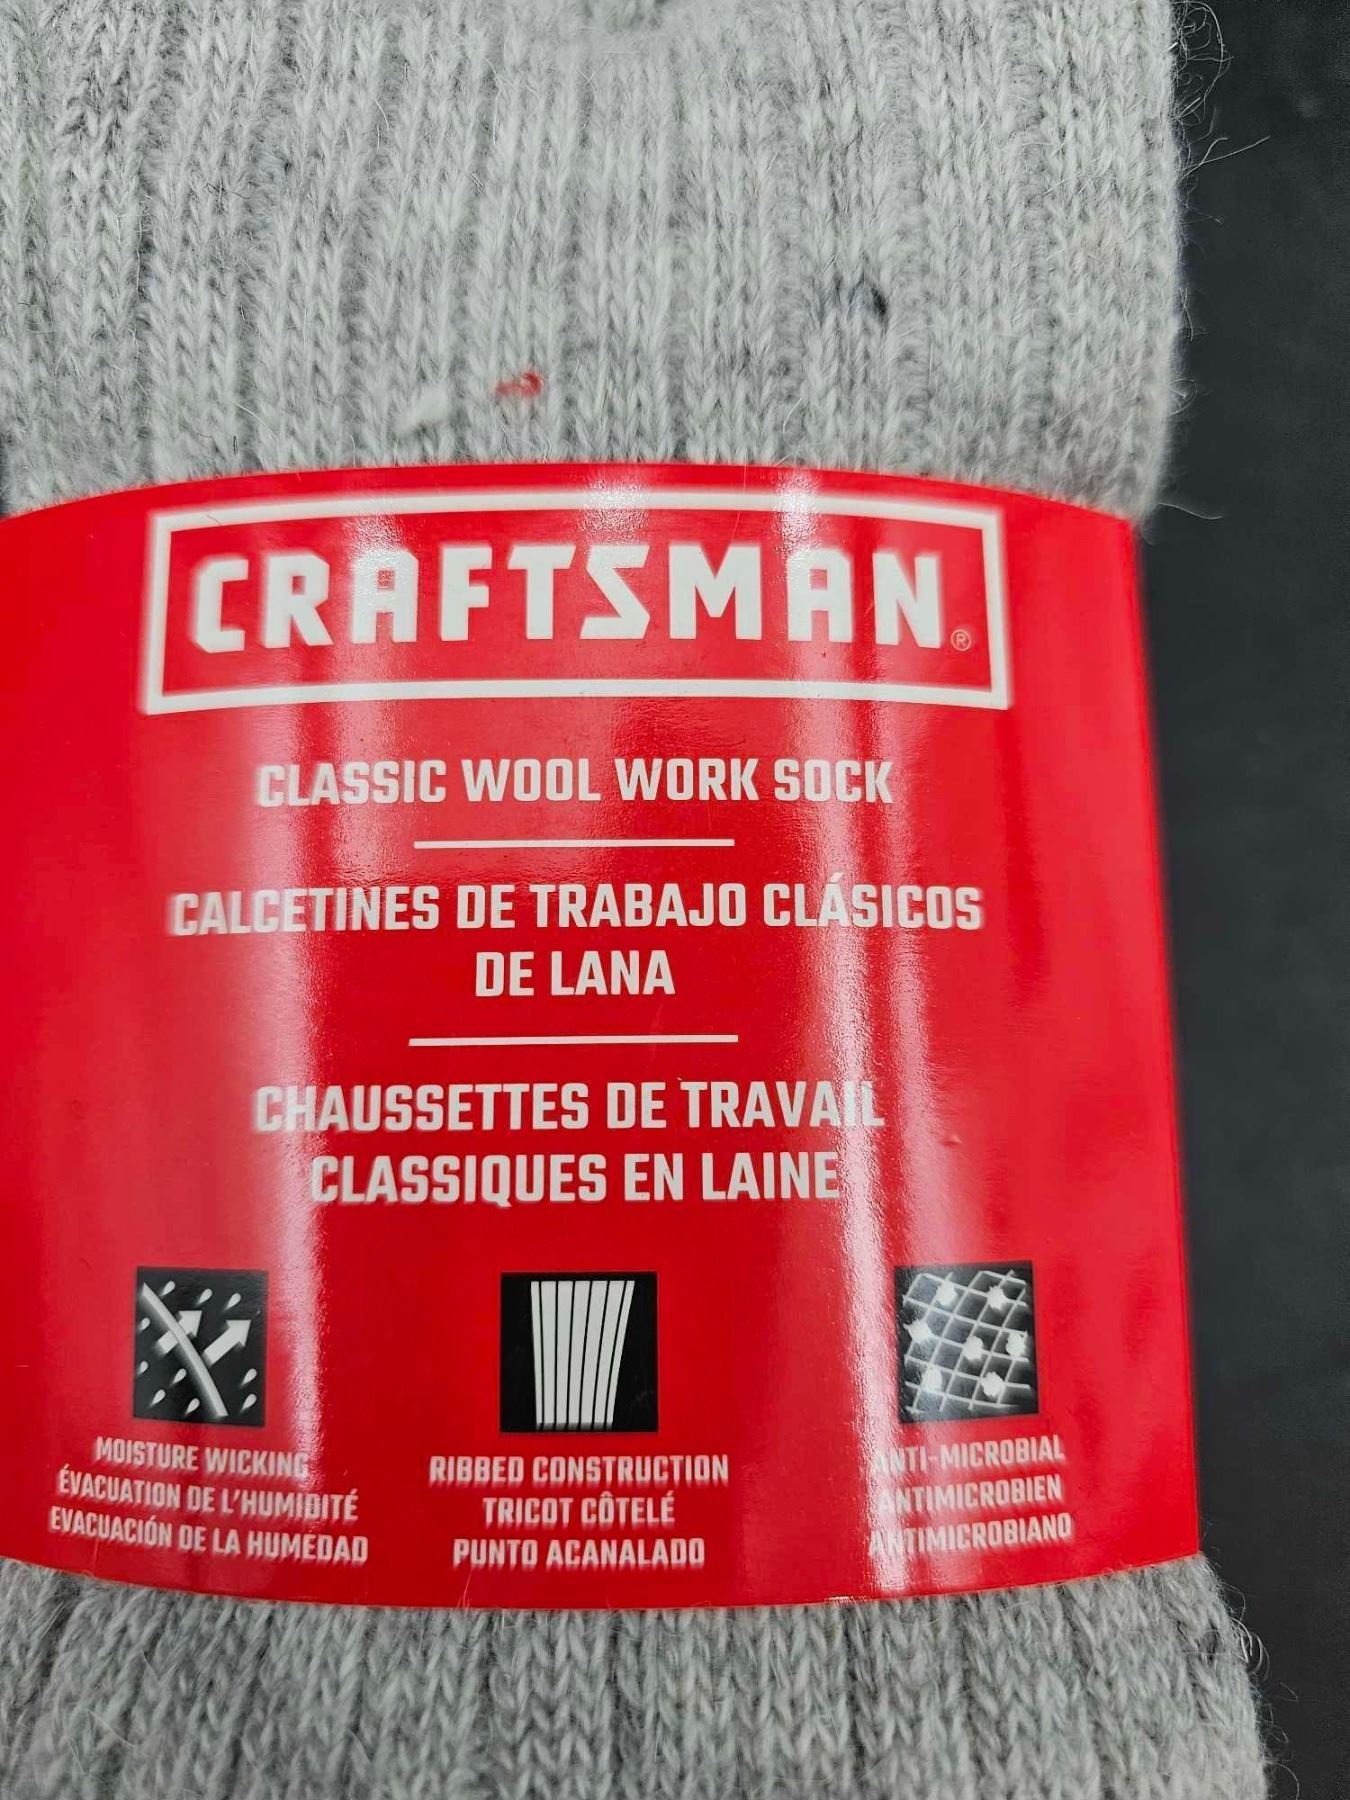 CRAFTSMAN®
CLASSIC WOOL WORK SOCK
CALCETINES DE TRABAJO CLÁSICOS
DE LANA
CHAUSSETTES DE TRAVAIL
CLASSIQUES EN LAINE
MOISTURE WICKING
ÉVACUATION DE L'HUMIDITÉ
EVACUACIÓN DE LA HUMEDAD
RIBBED CONSTRUCTION
TRICOT CÔTELÉ
PUNTO ACANALADO
ANTI-MICROBIAL
ANTIMICROBIEN
ANTIMICROBIANO